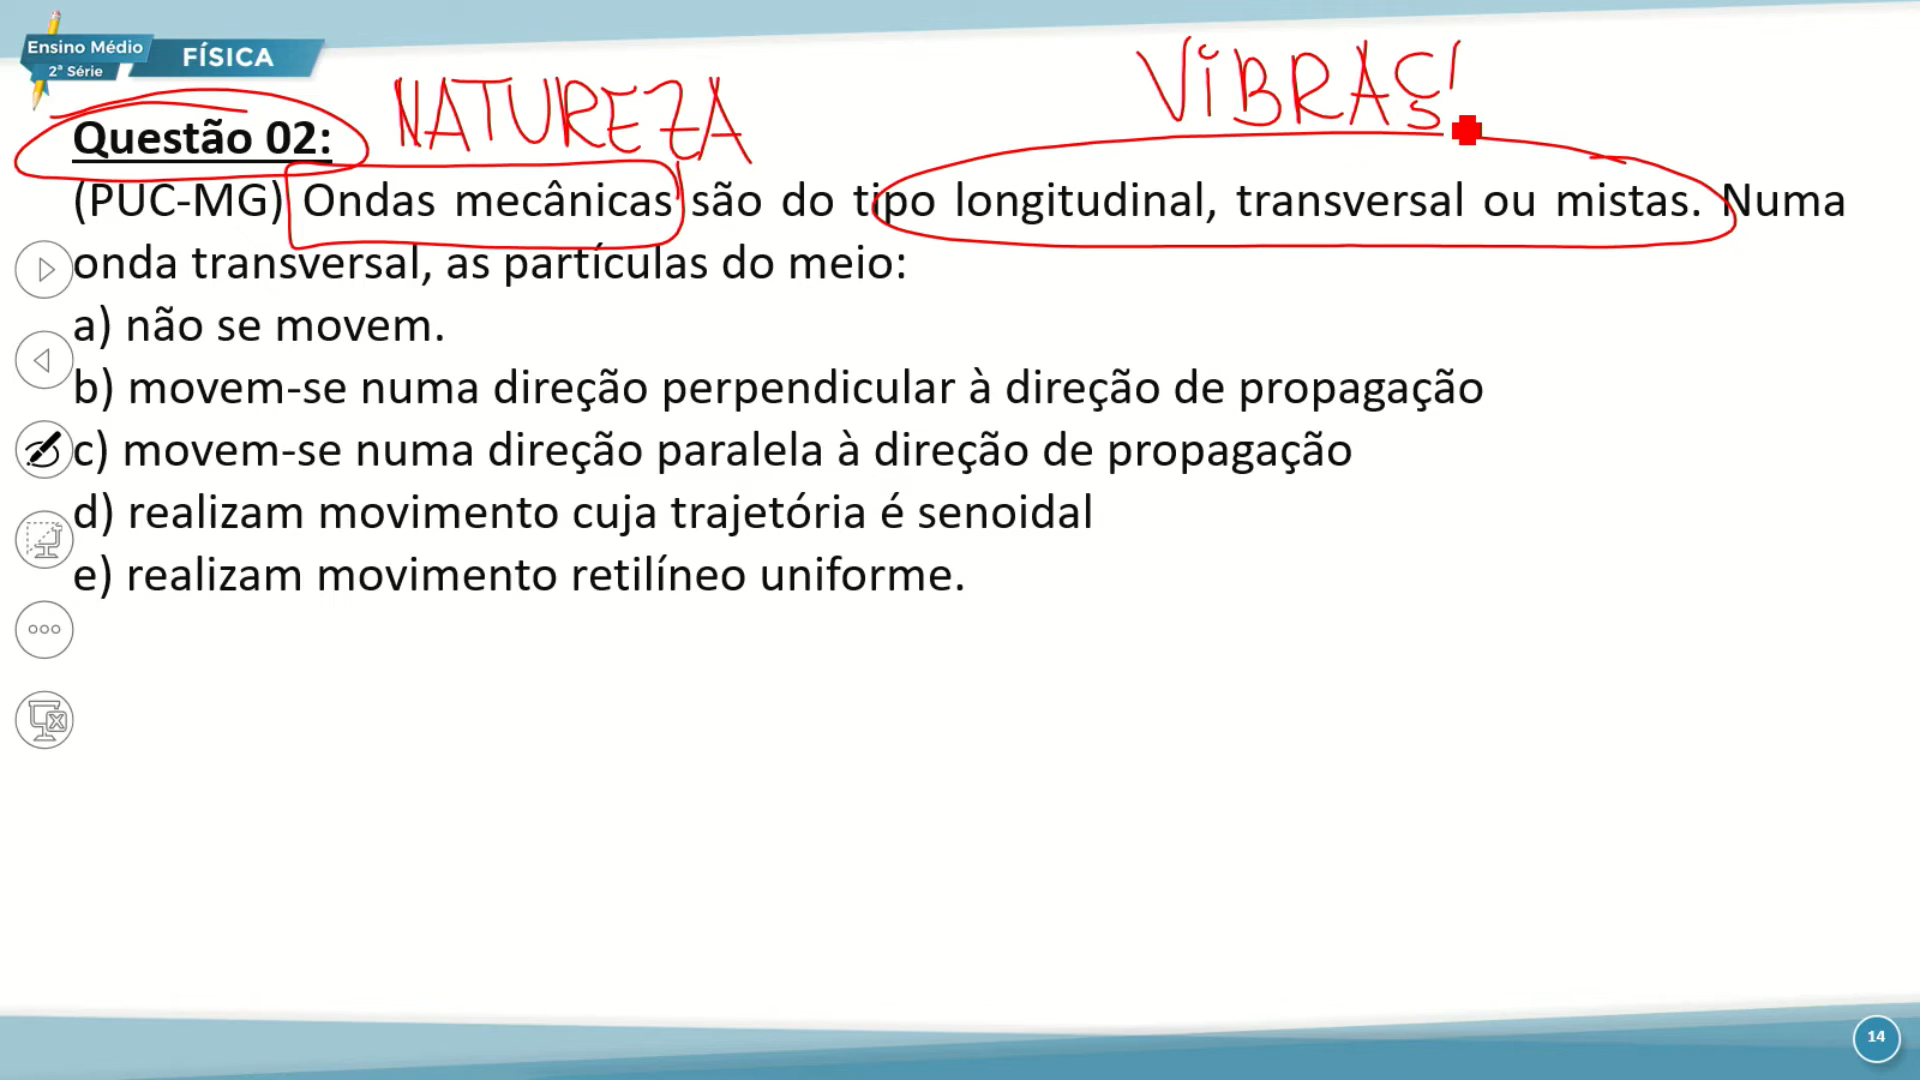 Ensino Médio
2ª Série
FÍSICA
NATUREZA
VIBRAÇ
Questão 02:
(PUC-MG) Ondas mecânicas são do tipo longitudinal, transversal ou mistas. Numa
onda transversal, as partículas do meio:
a) não se movem.
b) movem-se numa direção perpendicular à direção de propagação
c) movem-se numa direção paralela à direção de propagação
d) realizam movimento cuja trajetória é senoidal
e) realizam movimento retilíneo uniforme.
14